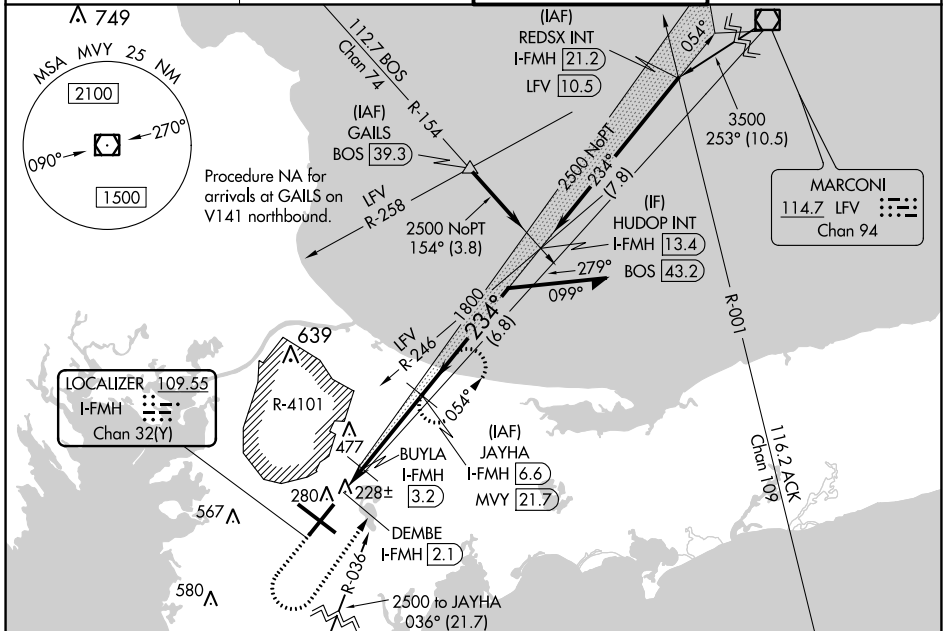 749
MSA MVY 25 NM
2100
090°
270°
1500
Procedure NA for
arrivals at GAILS on
V141 northbound.
112.7 BOS
Chan 74
R-154
(IAF)
GAILS
BOS 39.3
LFV
R-258
2500 NoPT
154° (3.8)
(IAF)
REDSX INT
I-FMH 21.2
LFV 10.5
054°
3500
253° (10.5)
2500 NoPT
234°
(7.8)
MARCONI
114.7 LFV
Chan 94
(IF)
HUDOP INT
I-FMH 13.4
BOS 43.2
279°
099°
R-001
116.2 ACK
Chan 109
1800
234°
(6.8)
LFV
R-246
054°
639
R-4101
LOCALIZER 109.55
I-FMH
Chan 32(Y)
477
BUYLA
I-FMH
3.2
(IAF)
JAYHA
I-FMH 6.6
MVY 21.7
280
228±
567
DEMBE
I-FMH 2.1
R-036
580
2500 to JAYHA
036° (21.7)